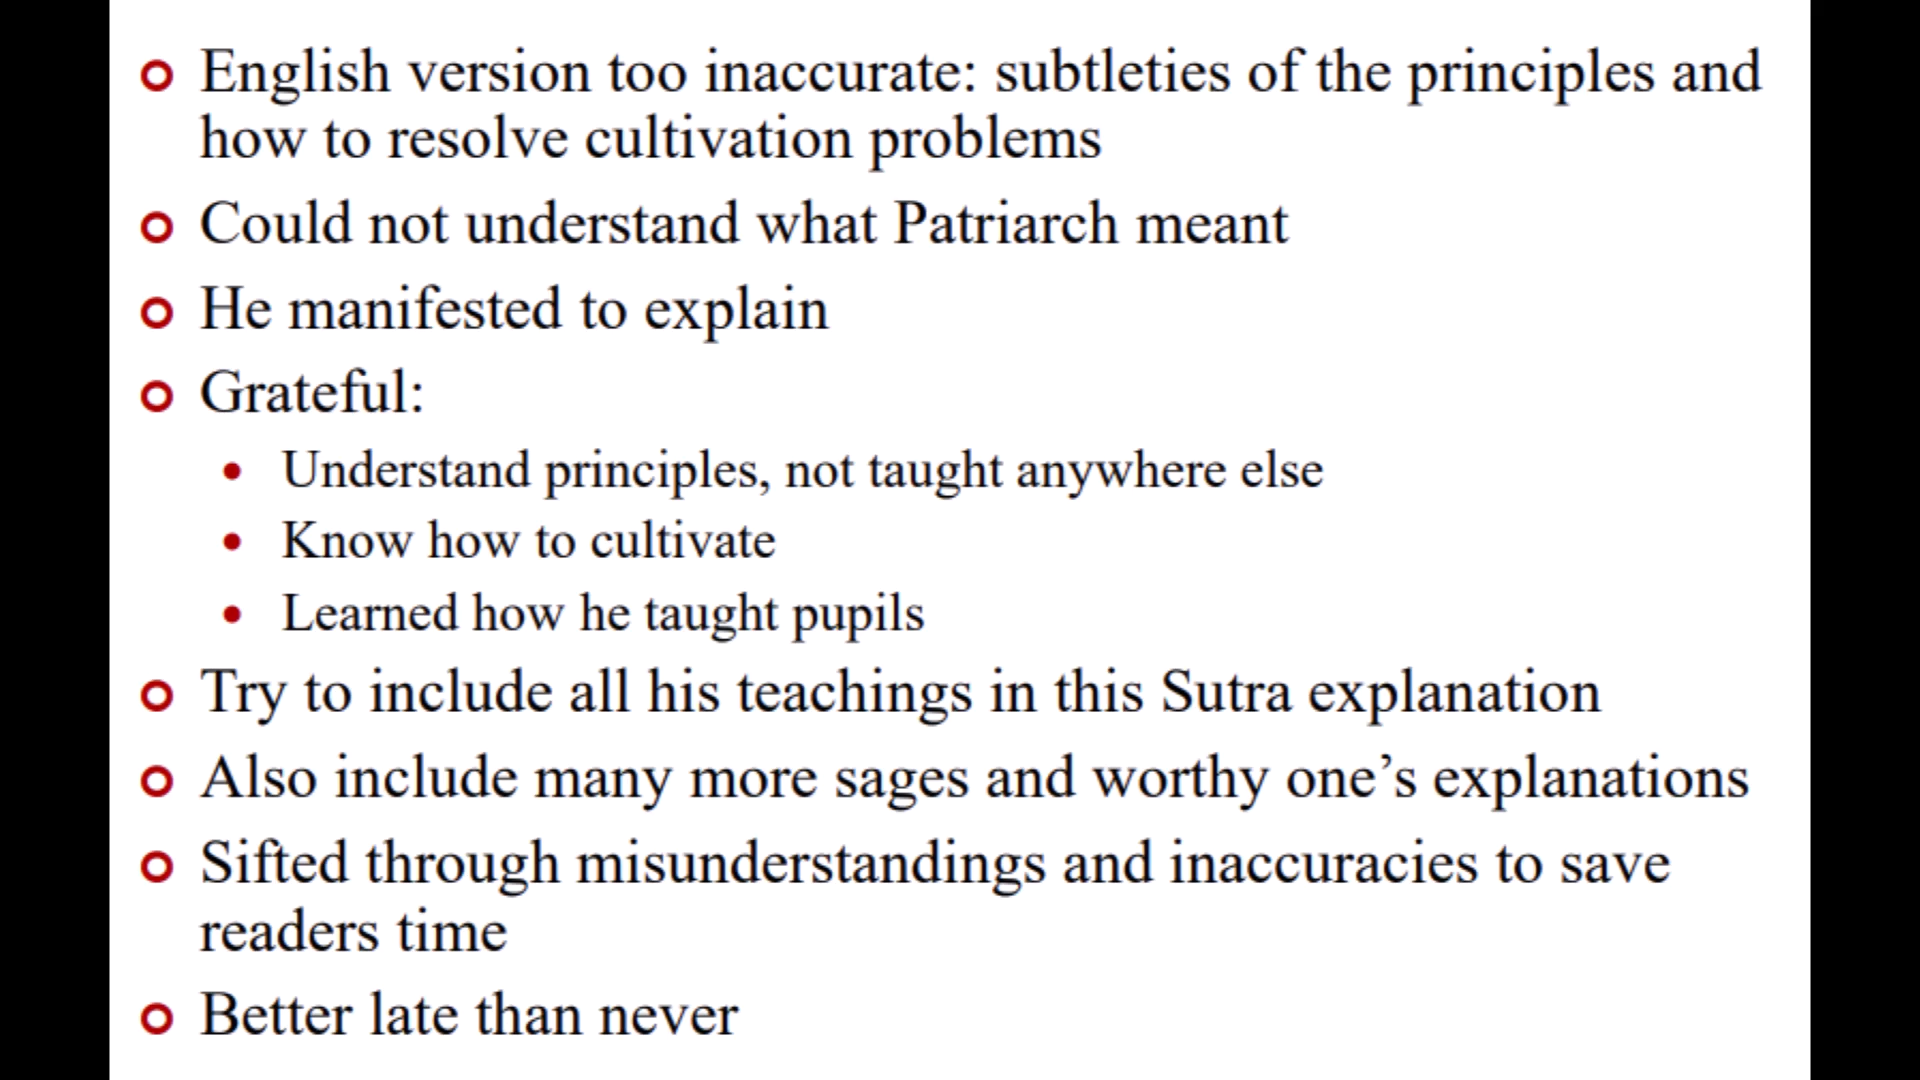 English version too inaccurate: subtleties of the principles and
how to resolve cultivation problems
Could not understand what Patriarch meant
He manifested to explain
Grateful:
Understand principles, not taught anywhere else
Know how to cultivate
Learned how he taught pupils
Try to include all his teachings in this Sutra explanation
Also include many more sages and worthy one’s explanations
Sifted through misunderstandings and inaccuracies to save
readers time
Better late than never